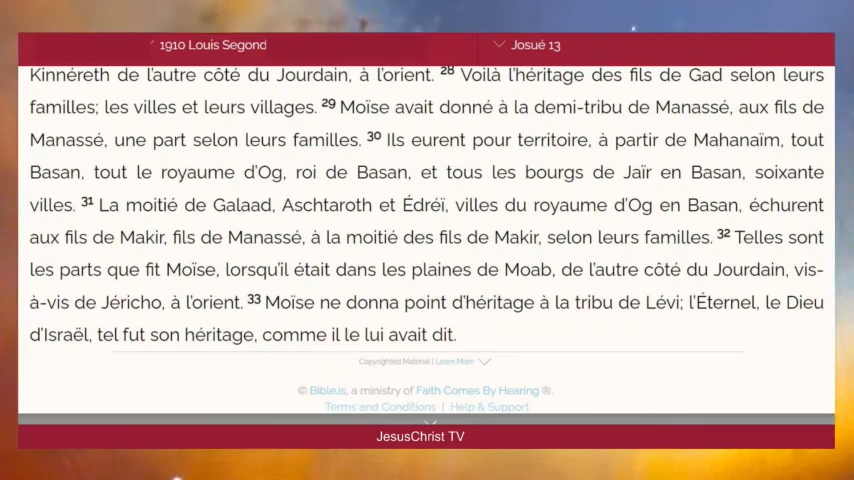 1910 Louis Segond
Josué 13
Kinnéreth de l'autre côté du Jourdain, à l'orient. 28 Voilà l'héritage des fils de Gad selon leurs
familles; les villes et leurs villages. 29 Moïse avait donné à la demi-tribu de Manassé, aux fils de
Manassé, une part selon leurs familles. 30 Ils eurent pour territoire, à partir de Mahanaïm, tout
Basan, tout le royaume d'Og, roi de Basan, et tous les bourgs de Jaïr en Basan, soixante
villes. 31 La moitié de Galaad, Aschtaroth et Édréï, villes du royaume d'Og en Basan, échurent
aux fils de Makir, fils de Manassé, à la moitié des fils de Makir, selon leurs familles. 32 Telles sont
les parts que fit Moïse, lorsqu'il était dans les plaines de Moab, de l'autre côté du Jourdain, vis-
à-vis de Jéricho, à l'orient. 33 Moïse ne donna point d'héritage à la tribu de Lévi; l'Éternel, le Dieu
d'Israël, tel fut son héritage, comme il le lui avait dit.
Copyrighted Material | Learn More
© Bible.is, a ministry of Faith Comes By Hearing ®.
Terms and Conditions | Help & Support
JesusChrist TV